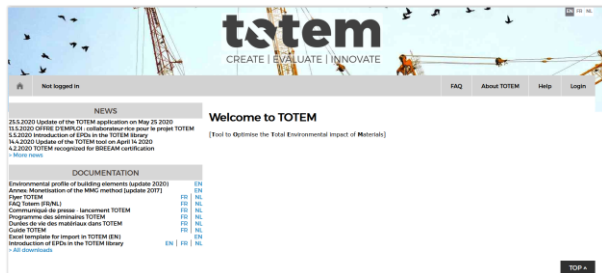 EN FR NL
totem
CREATE | EVALUATE | INNOVATE
Not logged in
FAQ
About TOTEM
Help
Login
NEWS
25.5.2020 Update of the TOTEM application on May 25 2020
13.5.2020 OFFRE D'EMPLOI : collaborateur·rice pour le projet TOTEM
5.5.2020 Introduction of EPDs in the TOTEM library
14.4.2020 Update of the TOTEM tool on April 14 2020
4.2.2020 TOTEM recognized for BREEAM certification
> More news
Welcome to TOTEM
[Tool to Optimise the Total Environmental impact of Materials]
DOCUMENTATION
Environmental profile of building elements (update 2020) EN
Annex: Monetisation of the MMG method [update 2017] EN
Flyer TOTEM FR | NL
FAQ Totem (FR/NL) FR | NL
Communiqué de presse - lancement TOTEM FR | NL
Programme des séminaires TOTEM FR | NL
Durées de vie des matériaux dans TOTEM FR | NL
Guide TOTEM FR | NL
Excel template for import in TOTEM (EN) EN
Introduction of EPDs in the TOTEM library EN | FR | NL
> All downloads
TOP ^